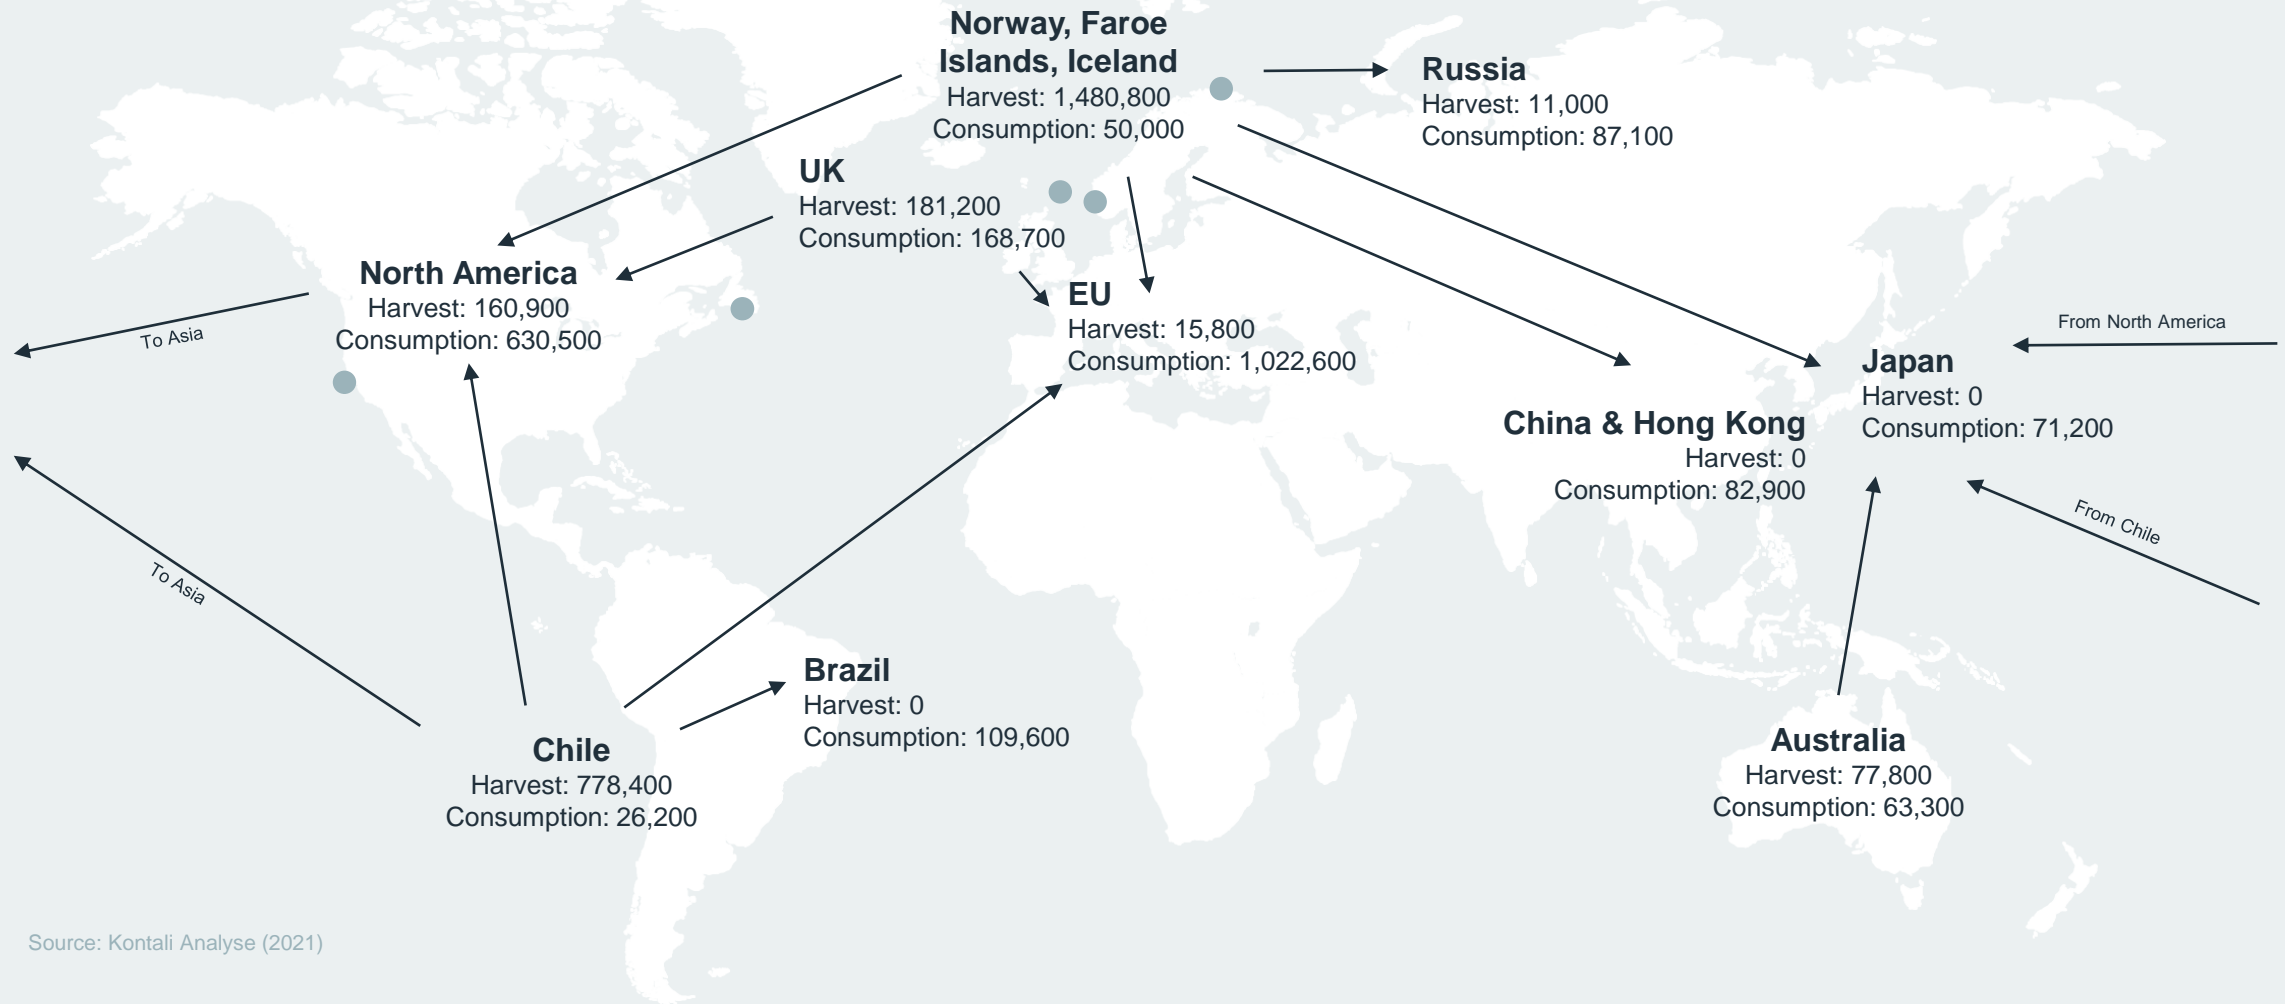 Norway, Faroe
Islands, Iceland
Harvest: 1,480,800
Consumption: 50,000
Russia
Harvest: 11,000
Consumption: 87,100
UK
Harvest: 181,200
Consumption: 168,700
North America
Harvest: 160,900
Consumption: 630,500
To Asia
EU
Harvest: 15,800
Consumption: 1,022,600
From North America
Japan
Harvest: 0
Consumption: 71,200
China & Hong Kong
Harvest: 0
Consumption: 82,900
From Chile
To Asia
Brazil
Harvest: 0
Consumption: 109,600
Chile
Harvest: 778,400
Consumption: 26,200
Australia
Harvest: 77,800
Consumption: 63,300
Source: Kontali Analyse (2021)